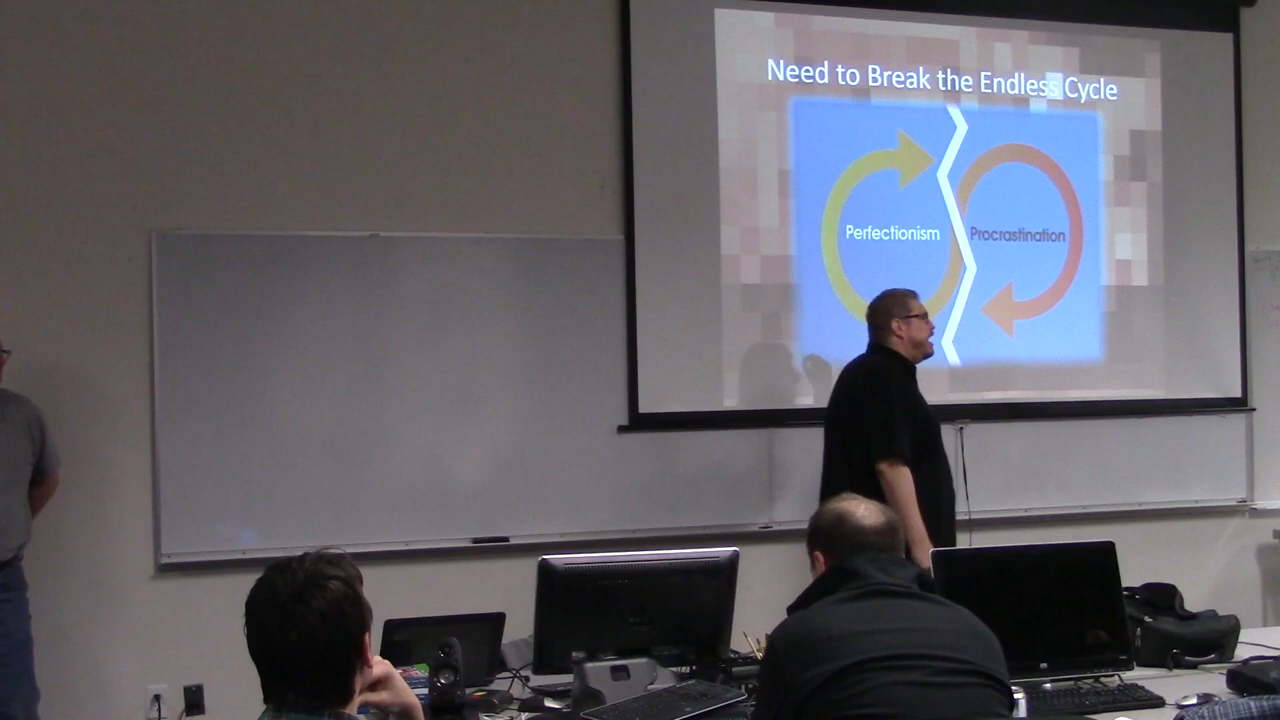 Need to Break the Endless Cycle
Perfectionism
Procrastination